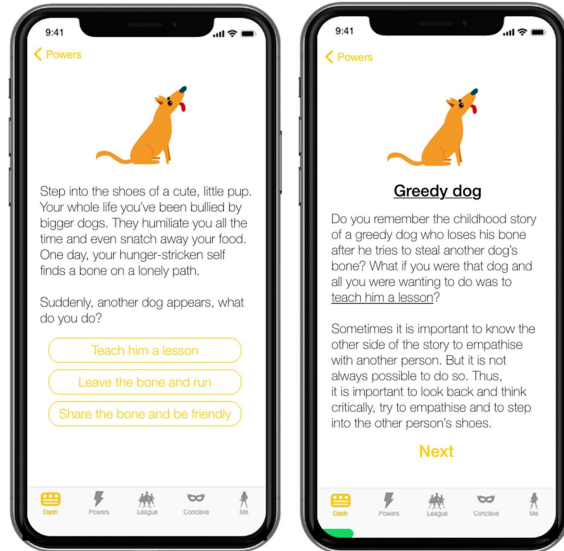 9:41
Powers
Step into the shoes of a cute, little pup.
Your whole life you've been bullied by
bigger dogs. They humiliate you all the
time and even snatch away your food.
One day, your hunger-stricken self
finds a bone on a lonely path.
Suddenly, another dog appears, what
do you do?
Teach him a lesson
Leave the bone and run
Share the bone and be friendly
Dash
Powers
League
Conclave
Me
9:41
Powers
Greedy dog
Do you remember the childhood story
of a greedy dog who loses his bone
after he tries to steal another dog's
bone? What if you were that dog and
all you were wanting to do was to
teach him a lesson?
Sometimes it is important to know the
other side of the story to empathise
with another person. But it is not
always possible to do so. Thus,
it is important to look back and think
critically, try to empathise and to step
into the other person's shoes.
Next
Dash
Powers
League
Conclave
Me